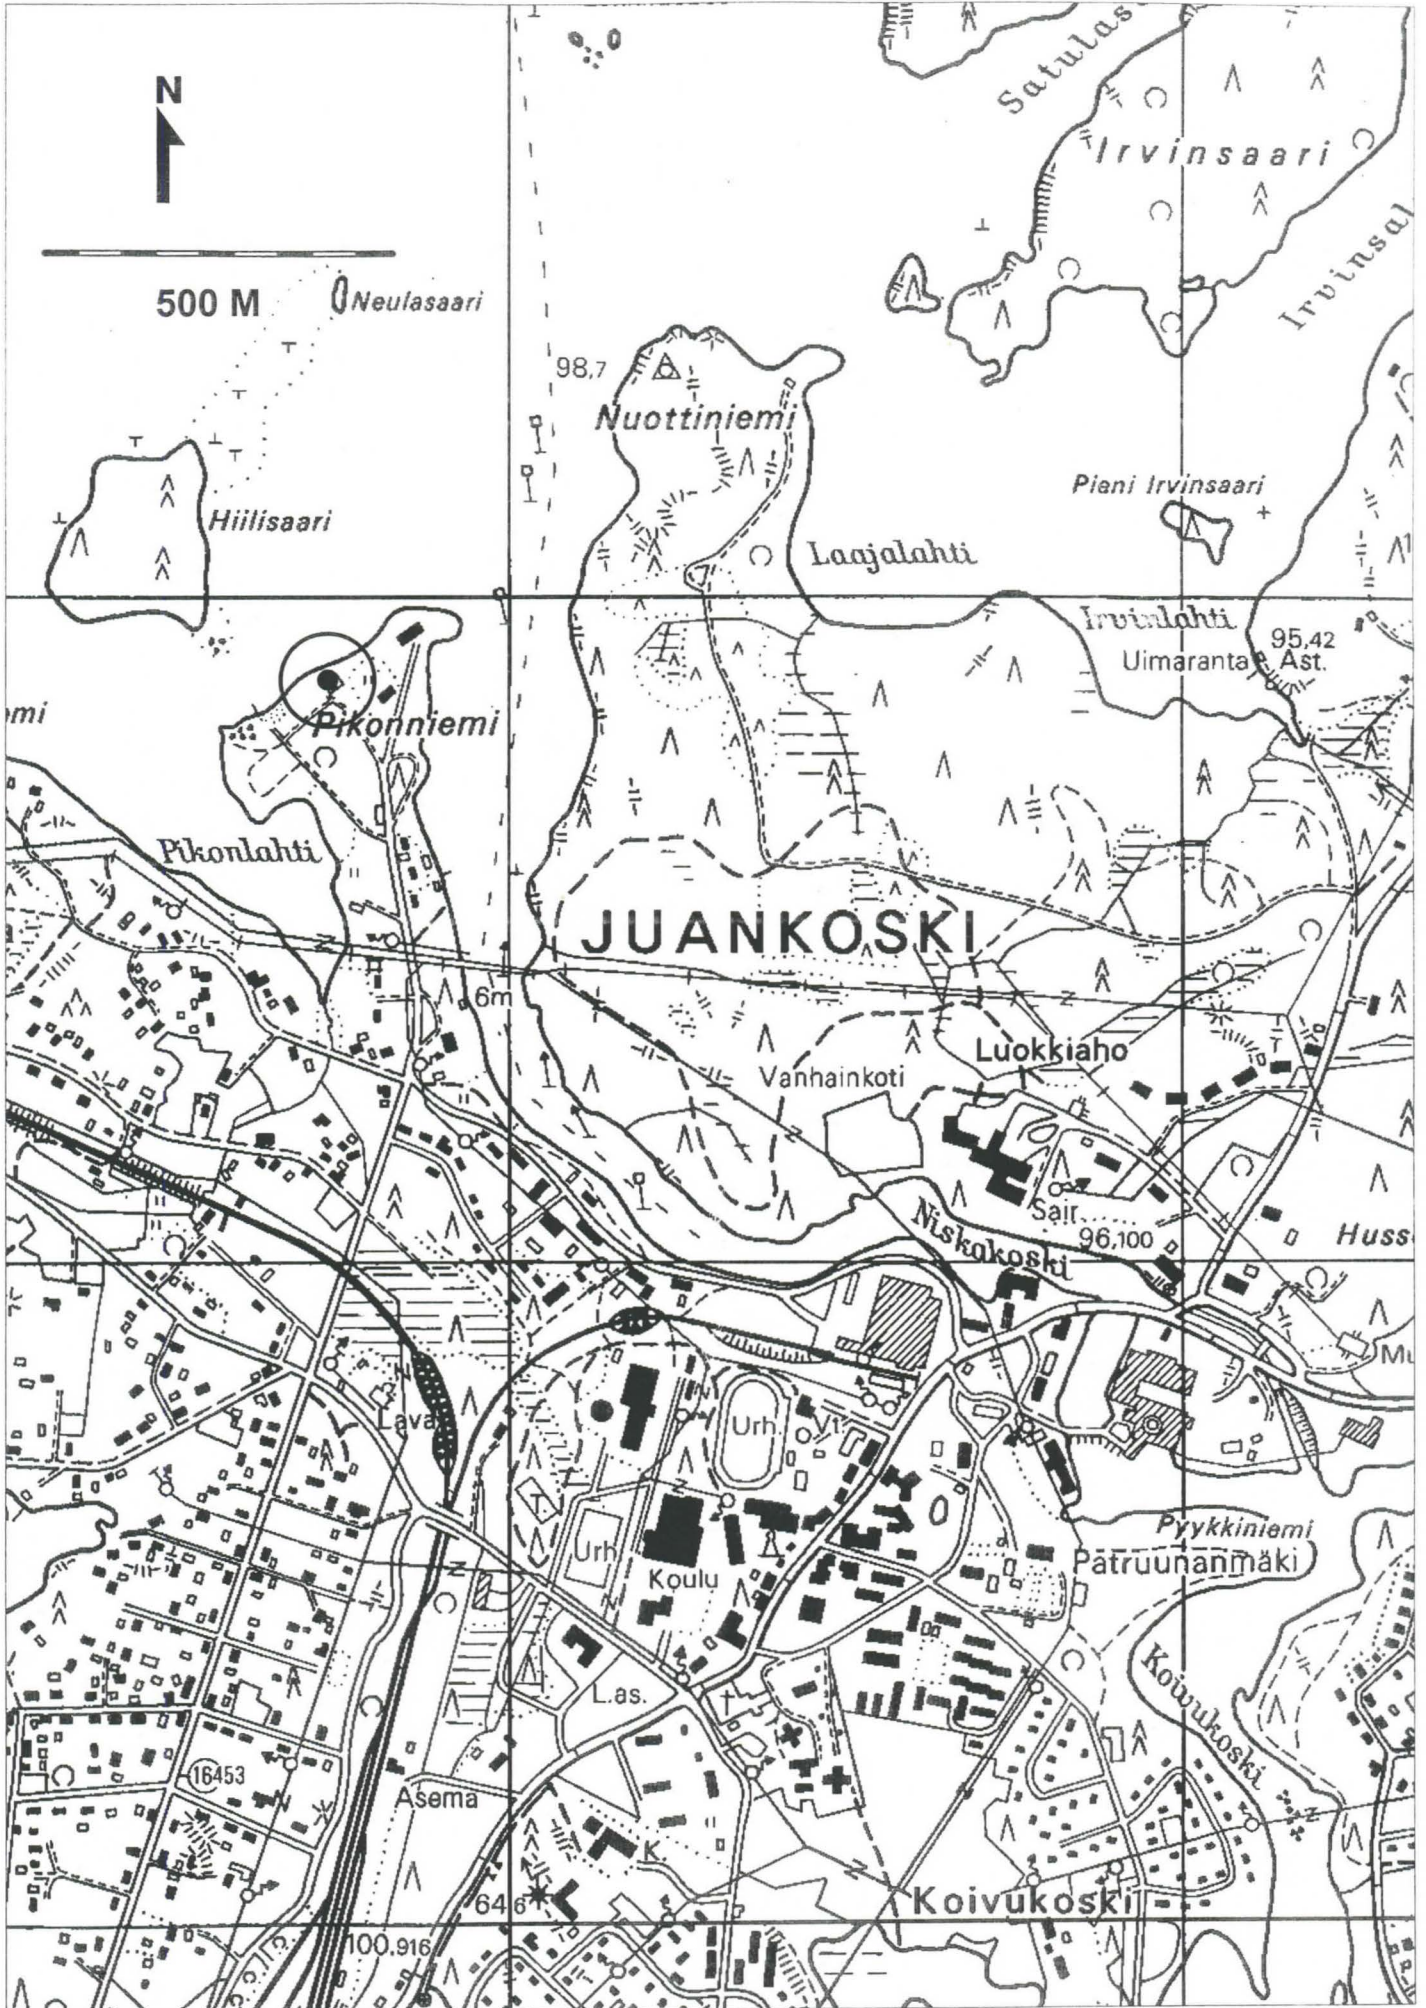 N
Satulas
Irvinsaari
Irvinsal
500 M
Neulasaari
98,7
Nuottiniemi
Pieni Irvinsaari
Hiilisaari
Laajalahti
Irvinlahti
95,42
Uimaranta
Ast.
emi
Pikonniemi
Pikonlahti
JUANKOSKI
6m
Luokkiaho
Vanhainkoti
Sair.
Niskakoski
96,100
Huss
Mu
Lava
Urh.
Vt.
T.
Urh.
Koulu
Pyykkiniemi
Patruunanmäki
Koivukoski
L.as.
16453
Asema
K.
64,6
Koivukoski
100,916